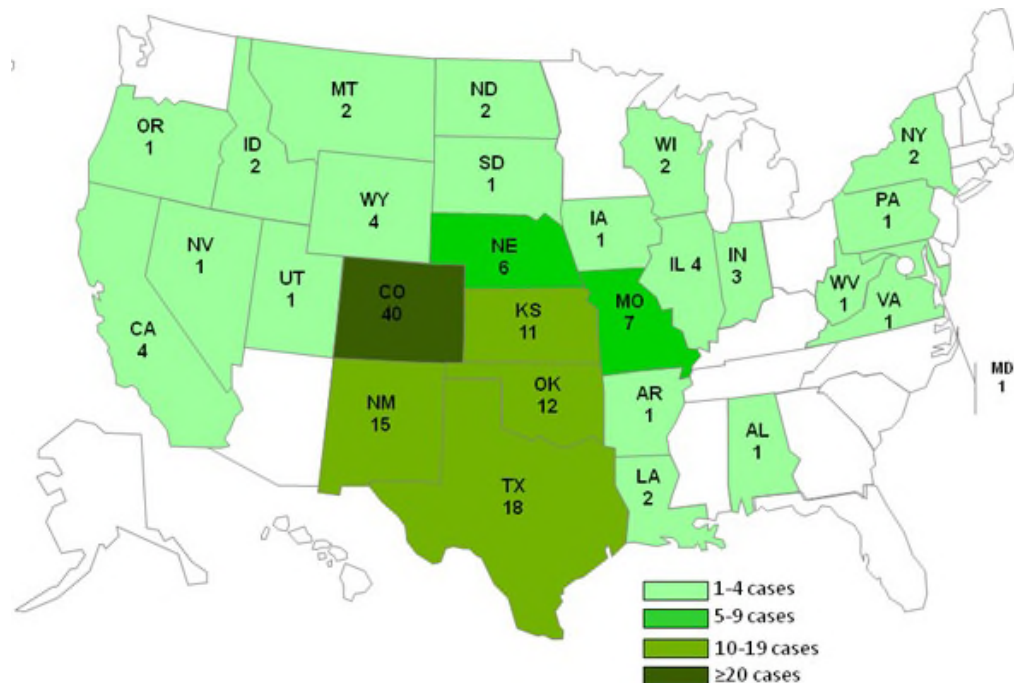 MT
2
ND
2
OR
1
ID
2
WI
2
NY
2
SD
1
WY
4
PA
1
IA
1
NV
1
NE
6
IL 4
IN
3
UT
1
CO
40
WV
1
VA
1
MO
7
KS
11
CA
4
MD
1
OK
12
AR
1
NM
15
AL
1
LA
2
TX
18
1-4 cases
5-9 cases
10-19 cases
≥20 cases